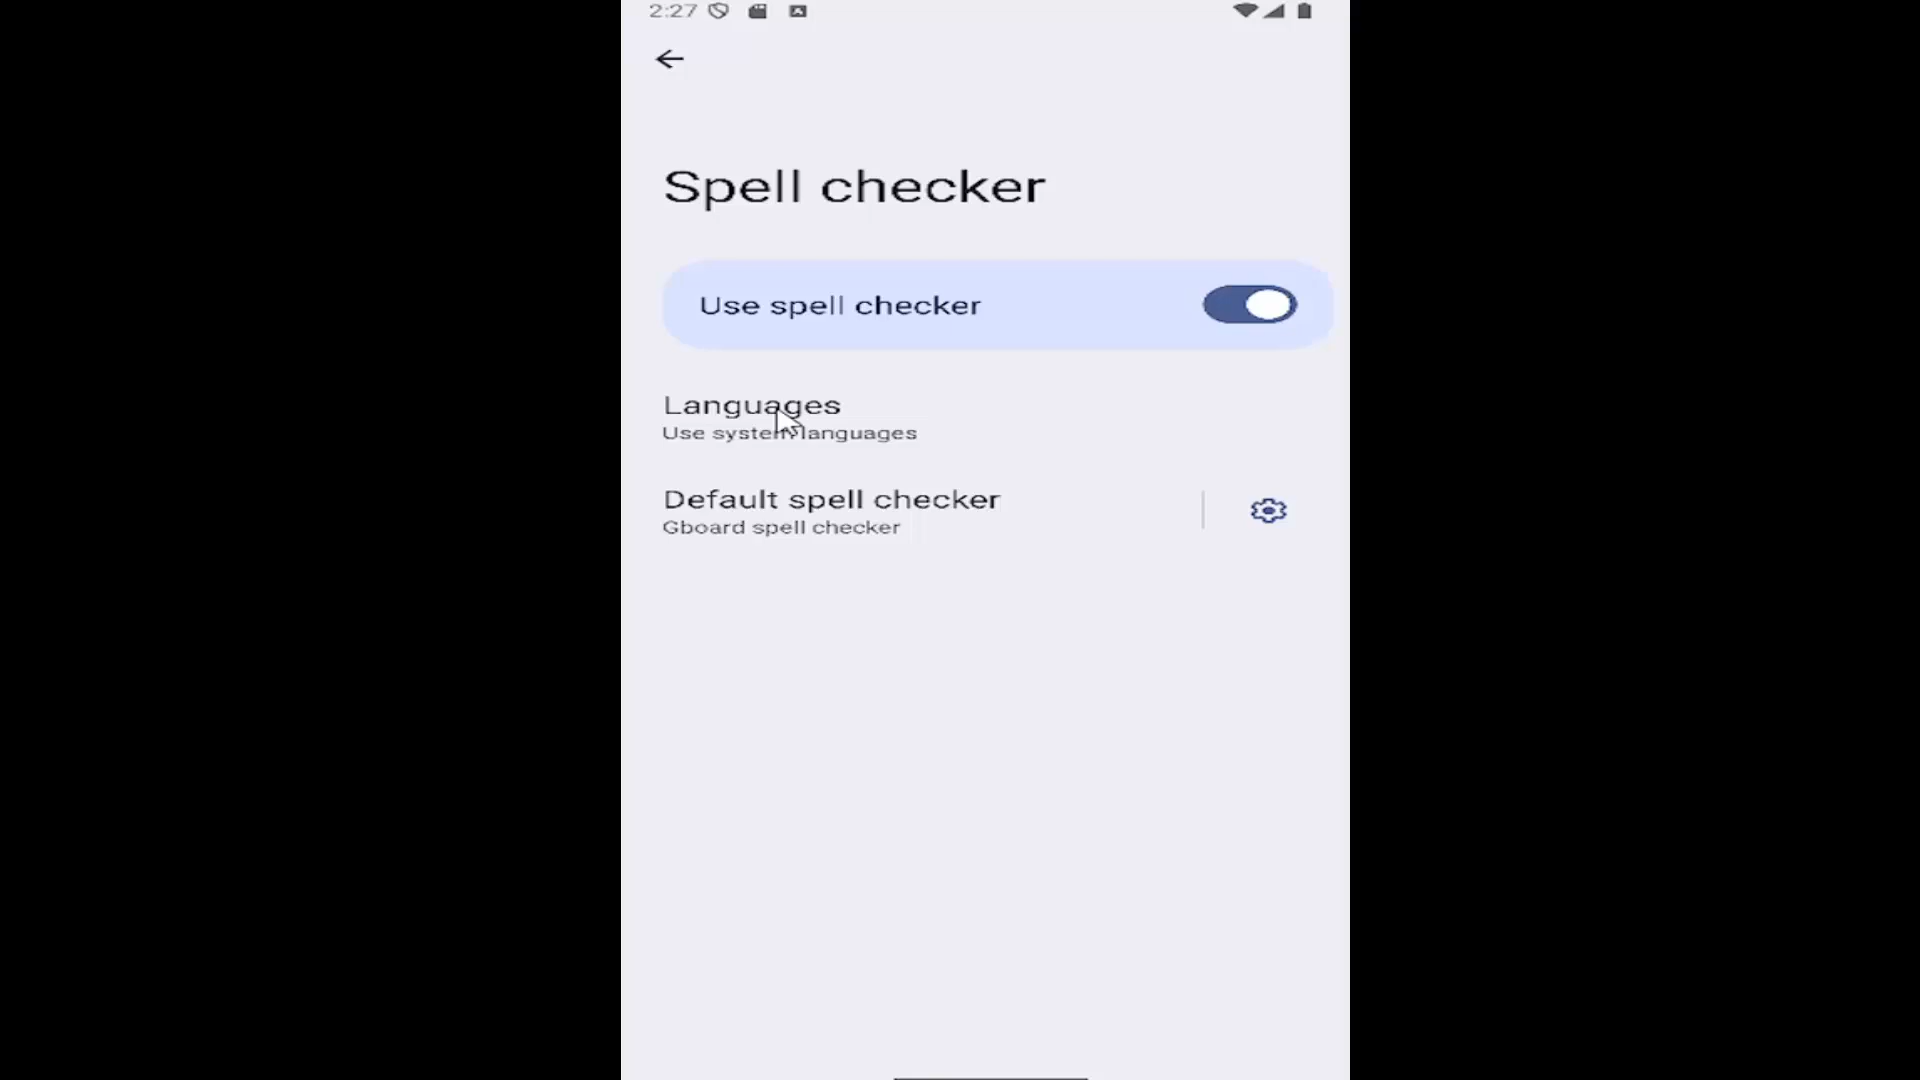 2:27
Spell checker
Use spell checker
Languages
Use system languages
Default spell checker
Gboard spell checker